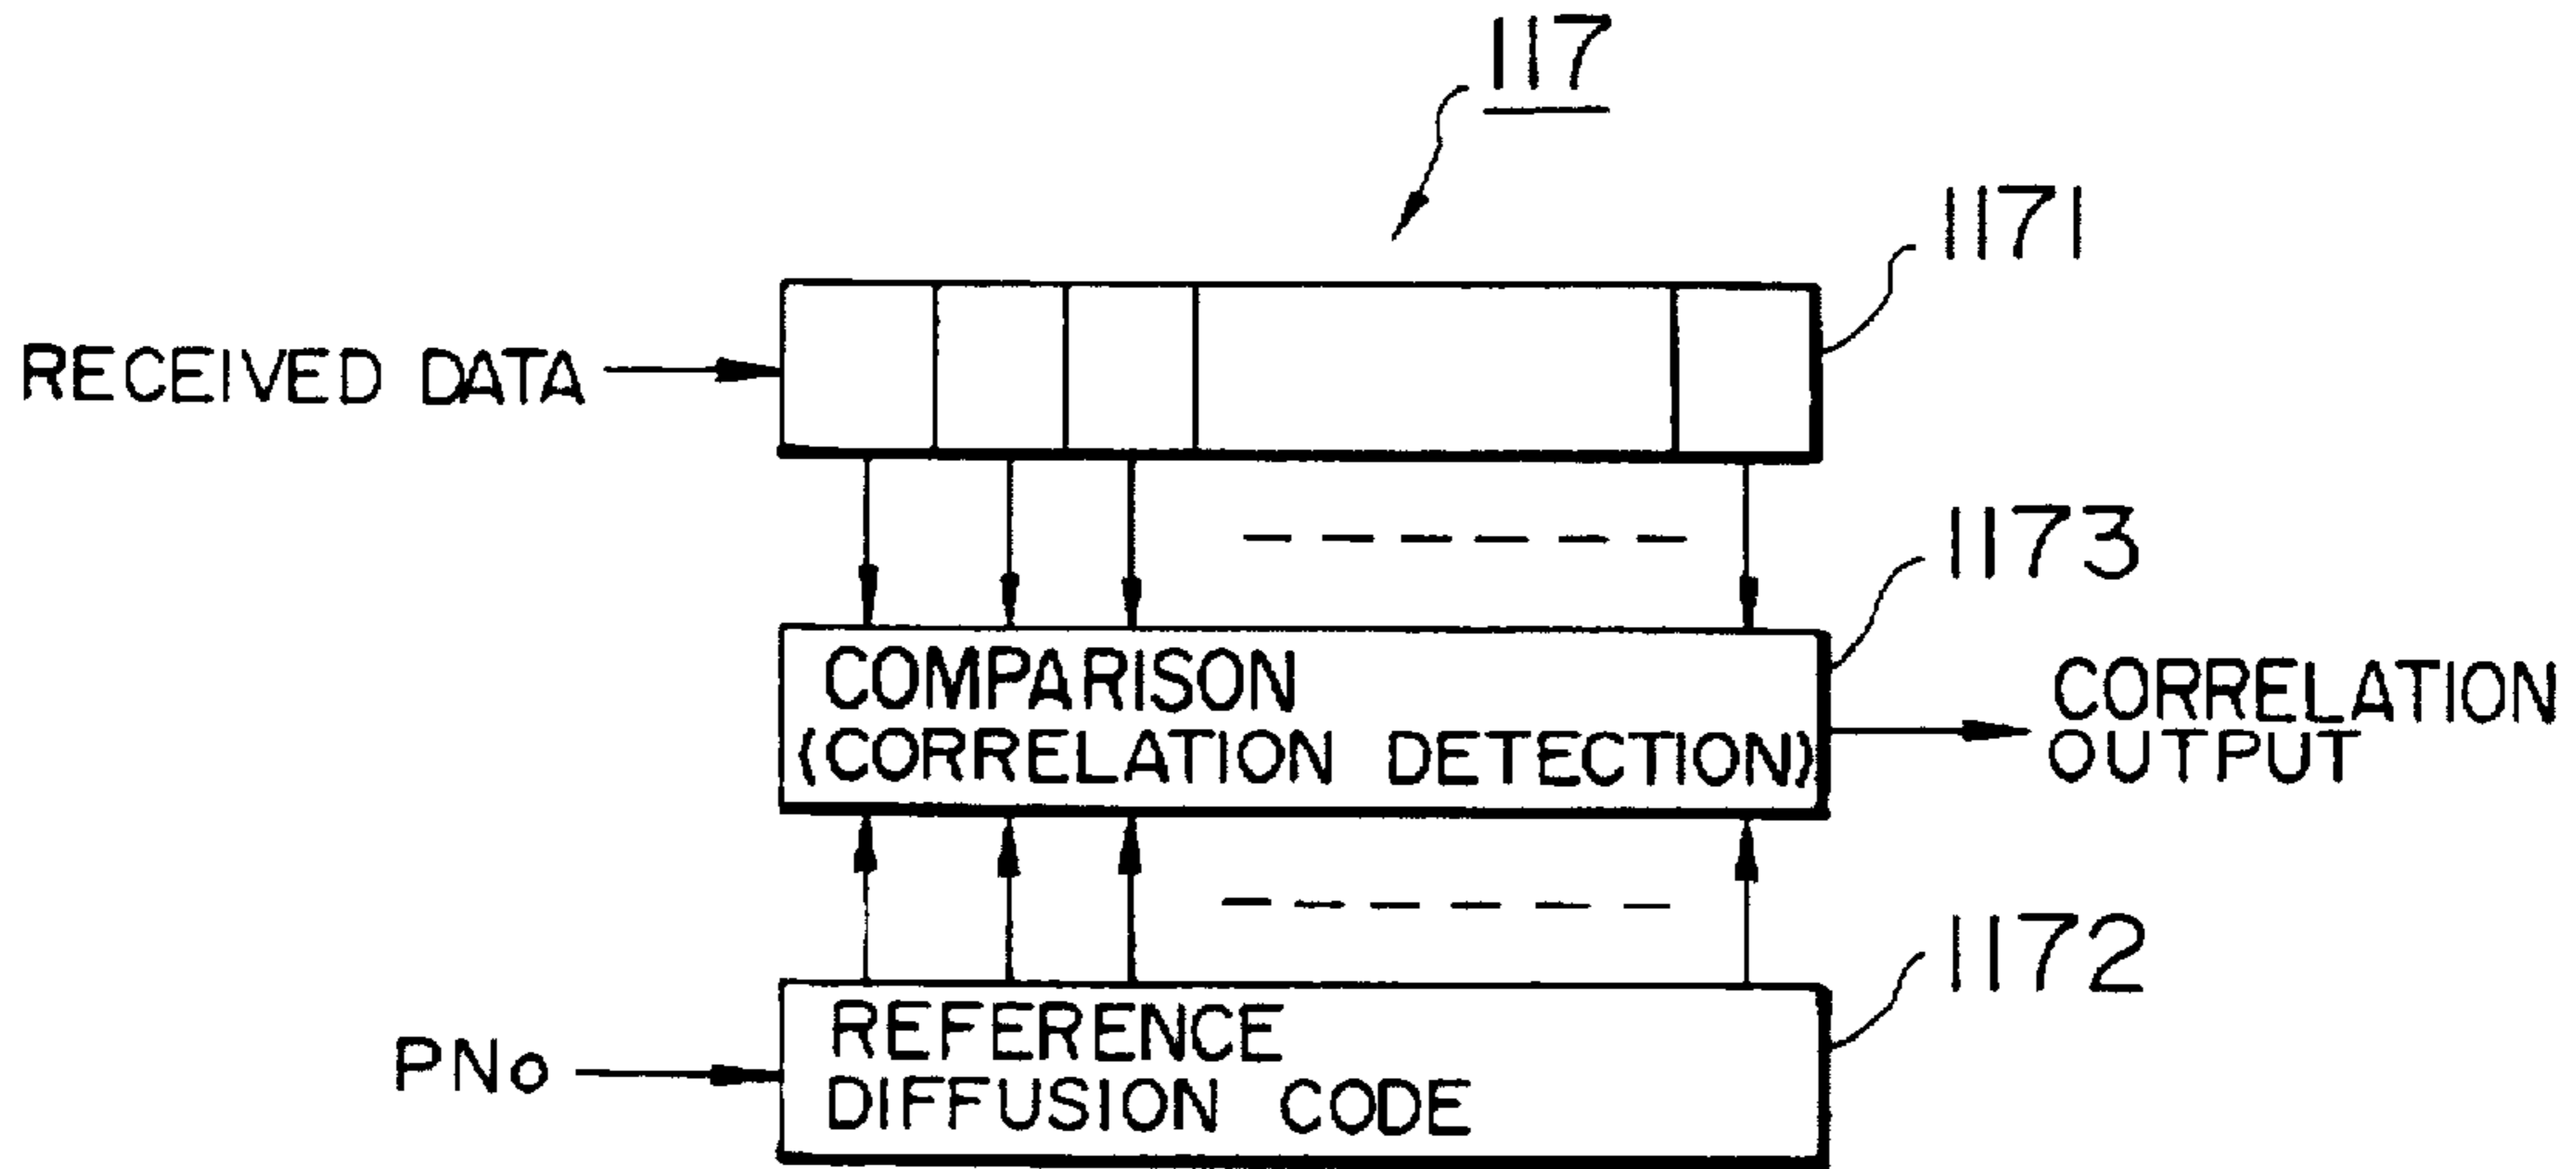 117
1171
RECEIVED DATA
1173
COMPARISON
(CORRELATION DETECTION)
CORRELATION
OUTPUT
1172
PNo
REFERENCE
DIFFUSION CODE